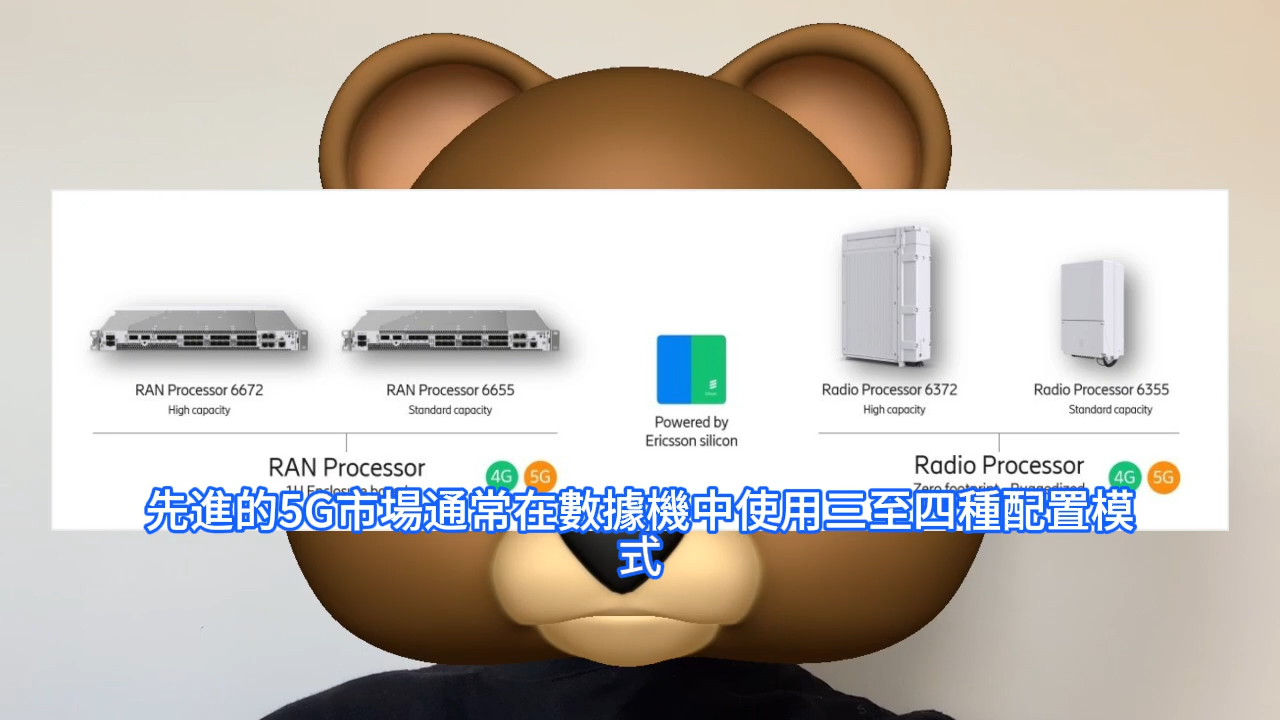 RAN Processor 6672
High capacity
RAN Processor 6655
Standard capacity
Powered by
Ericsson silicon
Radio Processor 6372
High capacity
Radio Processor 6355
Standard capacity
RAN Processor
4G 5G
Radio Processor
4G 5G
先進的5G市場通常在數據機中使用三至四種配置模
式